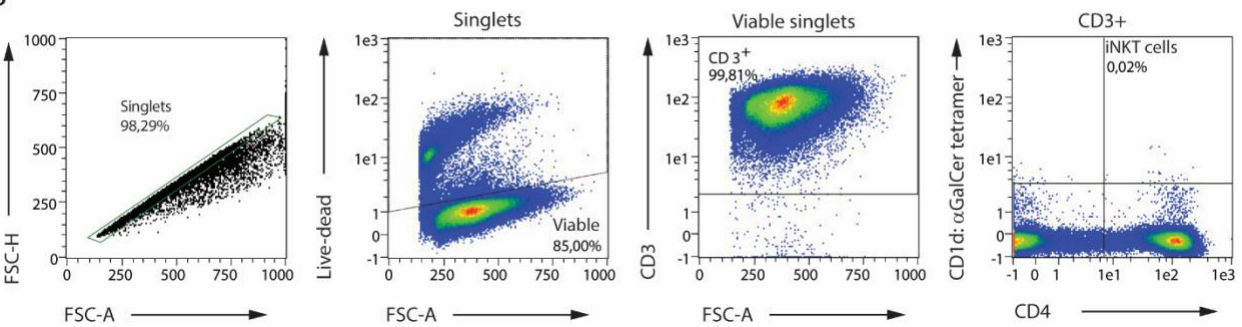 Singlets
Viable singlets
CD3+
1000
750
500
250
0
FSC-H
Singlets
98,29%
0
250
500
750
1000
FSC-A
1e3
1e2
1e1
1
0
-1
Live-dead
Viable
85,00%
0
250
500
750
1000
FSC-A
1e3
1e2
1e1
1
0
-1
CD3
CD 3+
99,81%
0
250
500
750
1000
FSC-A
1e3
1e2
1e1
1
0
-1
CD1d: αGalCer tetramer
iNKT cells
0,02%
-1
0
1
1e1
1e2
1e3
CD4